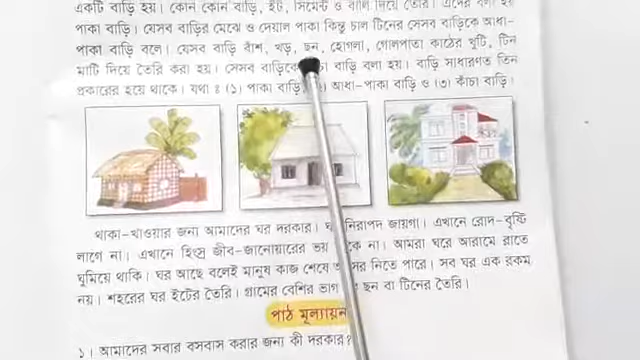 একটি বাড়ি হয়। কোন কোন বাড়ি, ইট, সিমেন্ট ও বালি দিয়ে তৈরি। এদের বলা হয়
পাকা বাড়ি। যেসব বাড়ির মেঝে ও দেয়াল পাকা কিন্তু চাল টিনের সেসব বাড়িকে আধা-
পাকা বাড়ি বলে। যেসব বাড়ি বাঁশ, খড়, ছন, হোগলা, গোলপাতা কাঠের খুটি, টিন
মাটি দিয়ে তৈরি করা হয়। সেসব বাড়িকে বাড়ি বলা হয়। বাড়ি সাধারণত তিন
প্রকারের হয়ে থাকে। যথা ঃ (১) পাকা বাড়ি, আধা-পাকা বাড়ি ও (৩) কাঁচা বাড়ি।
থাকা-খাওয়ার জন্য আমাদের ঘর দরকার। নিরাপদ জায়গা। এখানে রোদ-বৃষ্টি
লাগে না। এখানে হিংস্র জীব-জানোয়ারের ভয় না। আমরা ঘরে আরামে রাতে
ঘুমিয়ে থাকি। ঘর আছে বলেই মানুষ কাজ শেষে নিতে পারে। সব ঘর এক রকম
নয়। শহরের ঘর ইটের তৈরি। গ্রামের বেশির ভাগ ছন বা টিনের তৈরি।
পাঠ মূল্যায়ন
১। আমাদের সবার বসবাস করার জন্য কী দরকার?